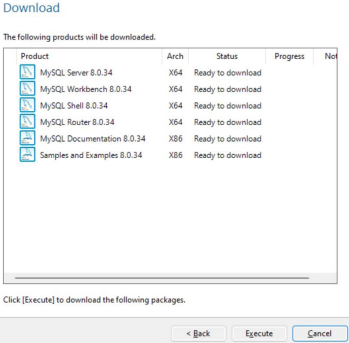 Download
The following products will be downloaded.
Product Arch Status Progress Not
MySQL Server 8.0.34 X64 Ready to download
MySQL Workbench 8.0.34 X64 Ready to download
MySQL Shell 8.0.34 X64 Ready to download
MySQL Router 8.0.34 X64 Ready to download
MySQL Documentation 8.0.34 X86 Ready to download
Samples and Examples 8.0.34 X86 Ready to download
Click [Execute] to download the following packages.
< Back Execute Cancel